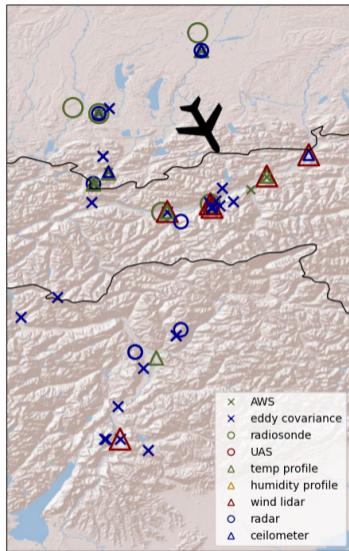 AWS
eddy covariance
radiosonde
UAS
temp profile
humidity profile
wind lidar
radar
ceilometer